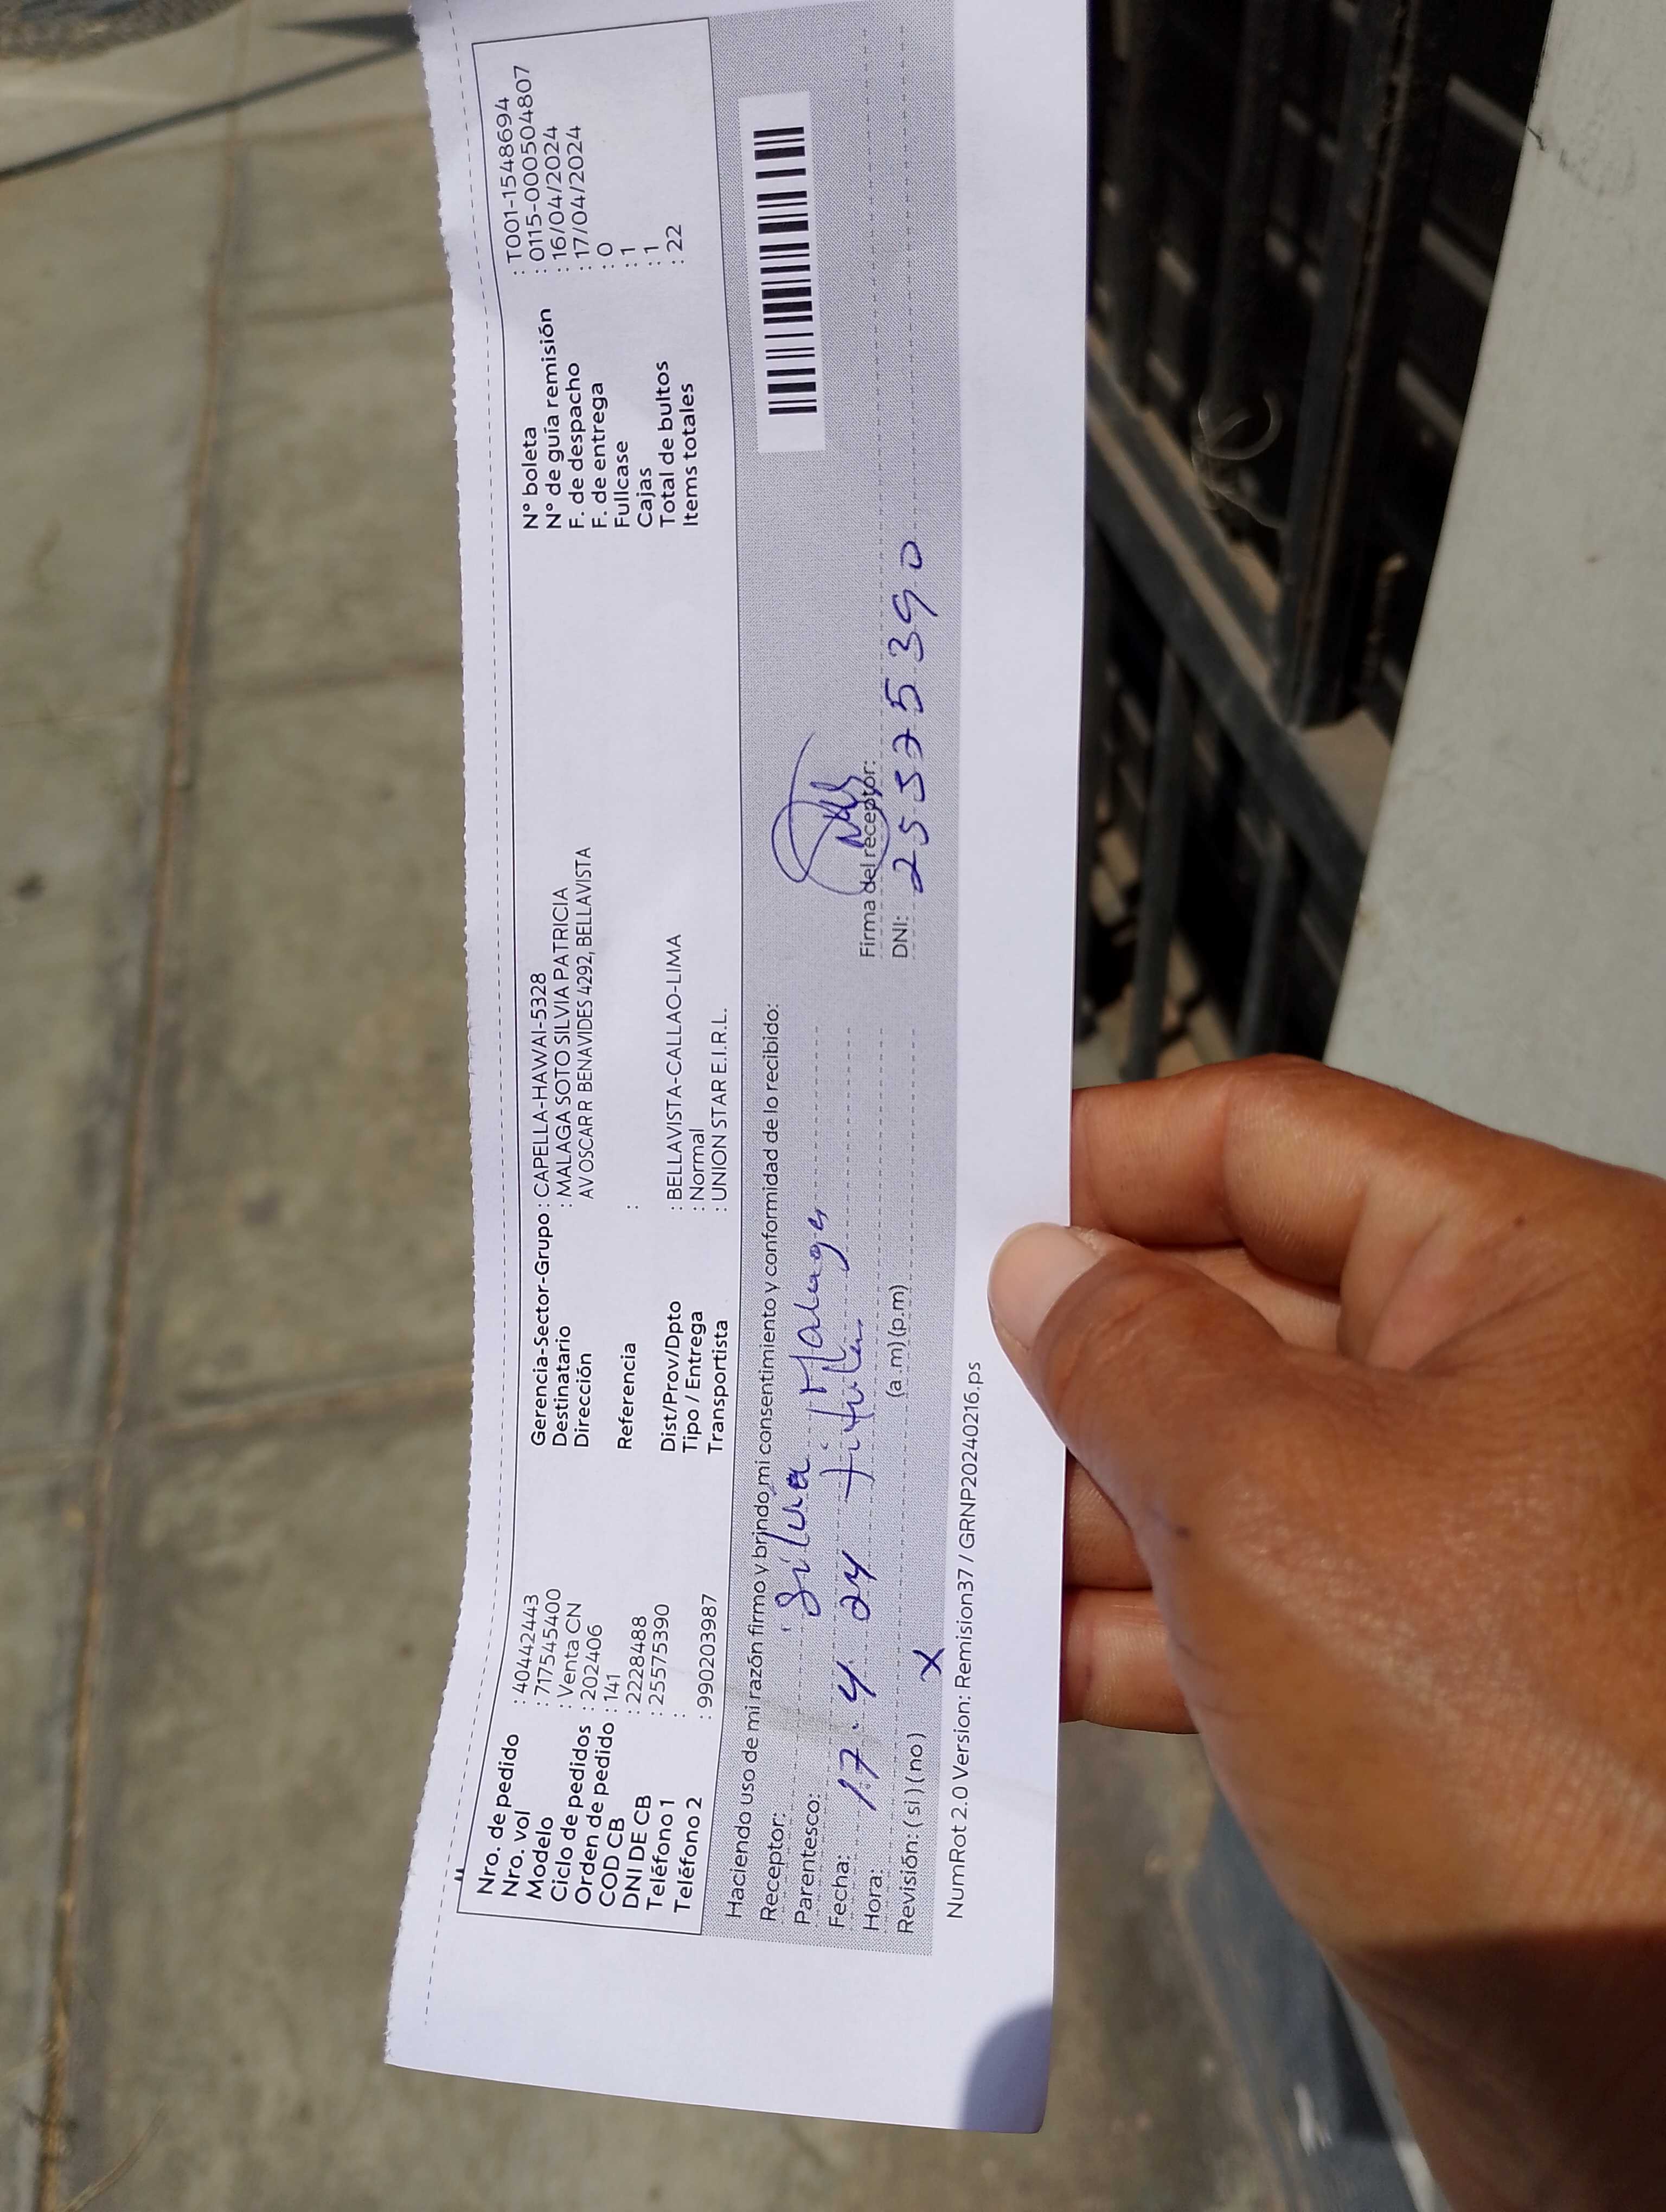 Nro. de pedido : 40442443
Nro. vol : 717545400
Modelo : Venta CN
Ciclo de pedidos : 202406
Orden de pedido : 141
COD CB : 2228488
DNI DE CB : 25575390
Teléfono 1 :
Teléfono 2 : 990203987
Gerencia-Sector-Grupo : CAPELLA-HAWAI-5328
Destinatario : MALAGA SOTO SILVIA PATRICIA
Dirección AV OSCAR R BENAVIDES 4292, BELLAVISTA
Referencia :
Dist/Prov/Dpto : BELLAVISTA-CALLAO-LIMA
Tipo / Entrega : Normal
Transportista : UNION STAR E.I.R.L.
N° boleta : T001-1548694
N° de guía remisión : 0115-0000504807
F. de despacho : 16/04/2024
F. de entrega : 17/04/2024
Fullcase : 0
Cajas : 1
Total de bultos : 1
Items totales : 22
Haciendo uso de mi razón firmo y brindo mi consentimiento y conformidad de lo recibido:
Receptor: Silvia Malaga
Parentesco: titular
Fecha: 17.4.24
Hora: (a.m) (p.m)
Revisión: ( si ) ( no ) X
Firma del receptor:
DNI: 25575390
NumRot 2.0 Version: Remision37 / GRNP20240216.ps